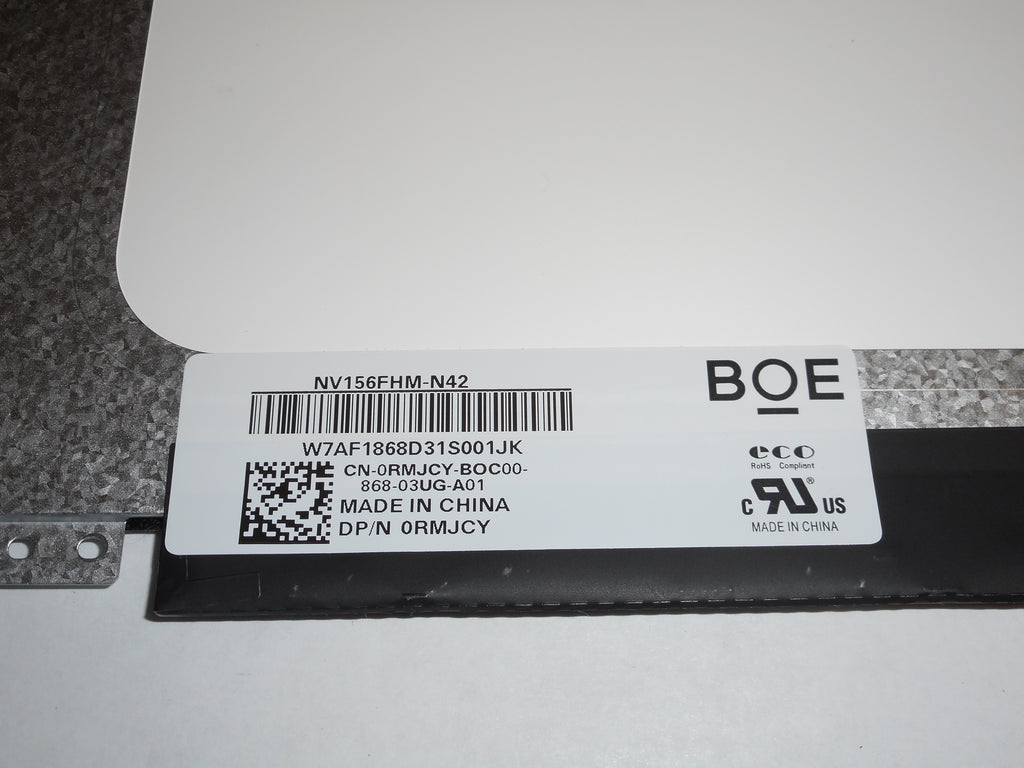 NV156FHM-N42
BOE
W7AF1868D31S001JK
CN-0RMJCY-BOC00-
868-03UG-A01
MADE IN CHINA
DP/N 0RMJCY
eco
RoHS Compliant
c RU® US
MADE IN CHINA